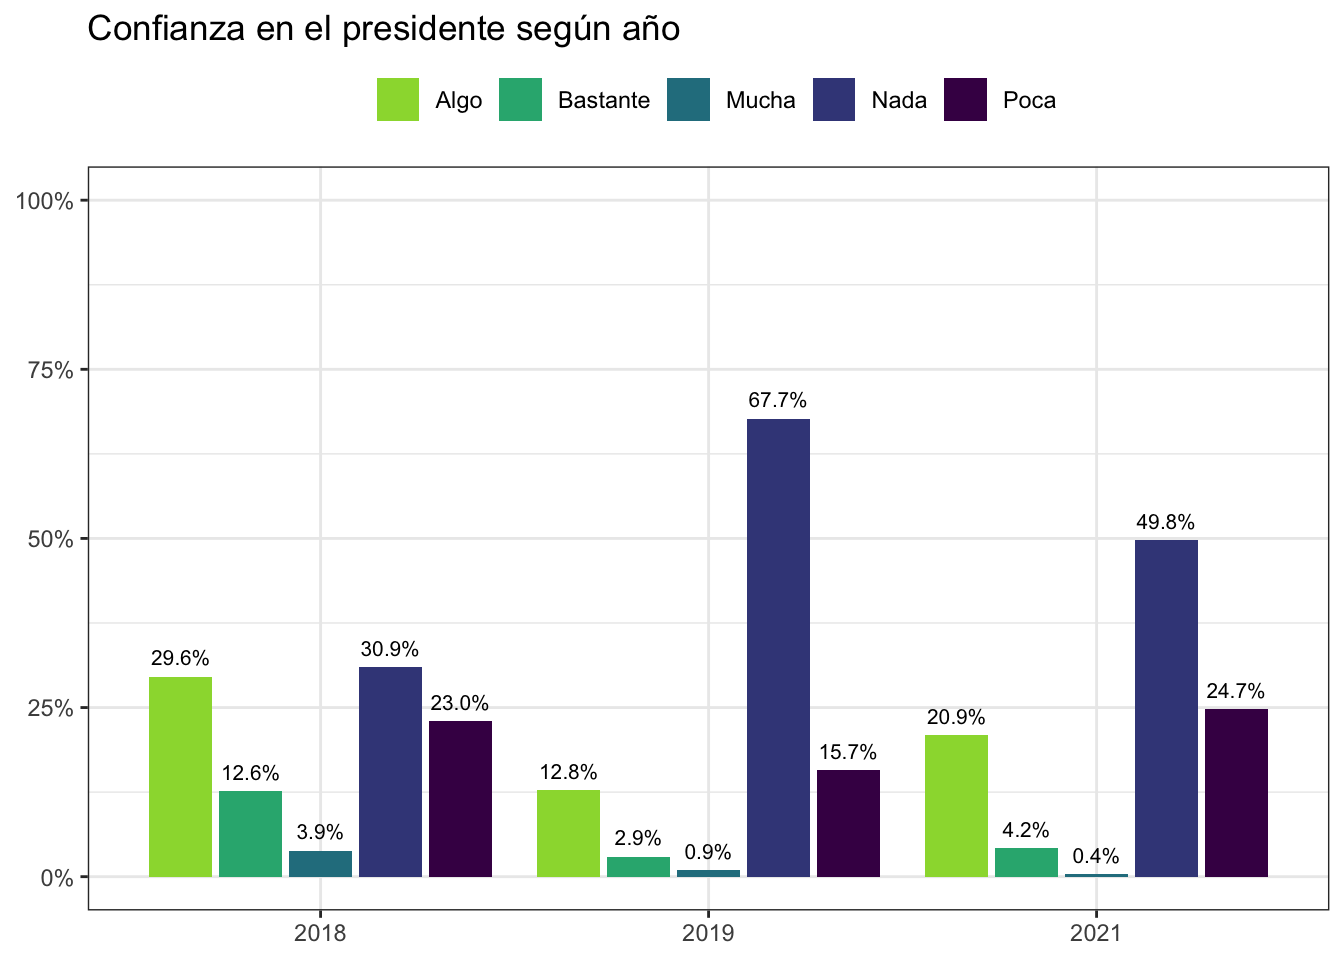 Confianza en el presidente según año
Algo Bastante Mucha Nada Poca
100%
75%
50%
25%
0%
29.6% 12.6% 3.9% 30.9% 23.0%
12.8% 2.9% 0.9% 67.7% 15.7%
20.9% 4.2% 0.4% 49.8% 24.7%
2018 2019 2021